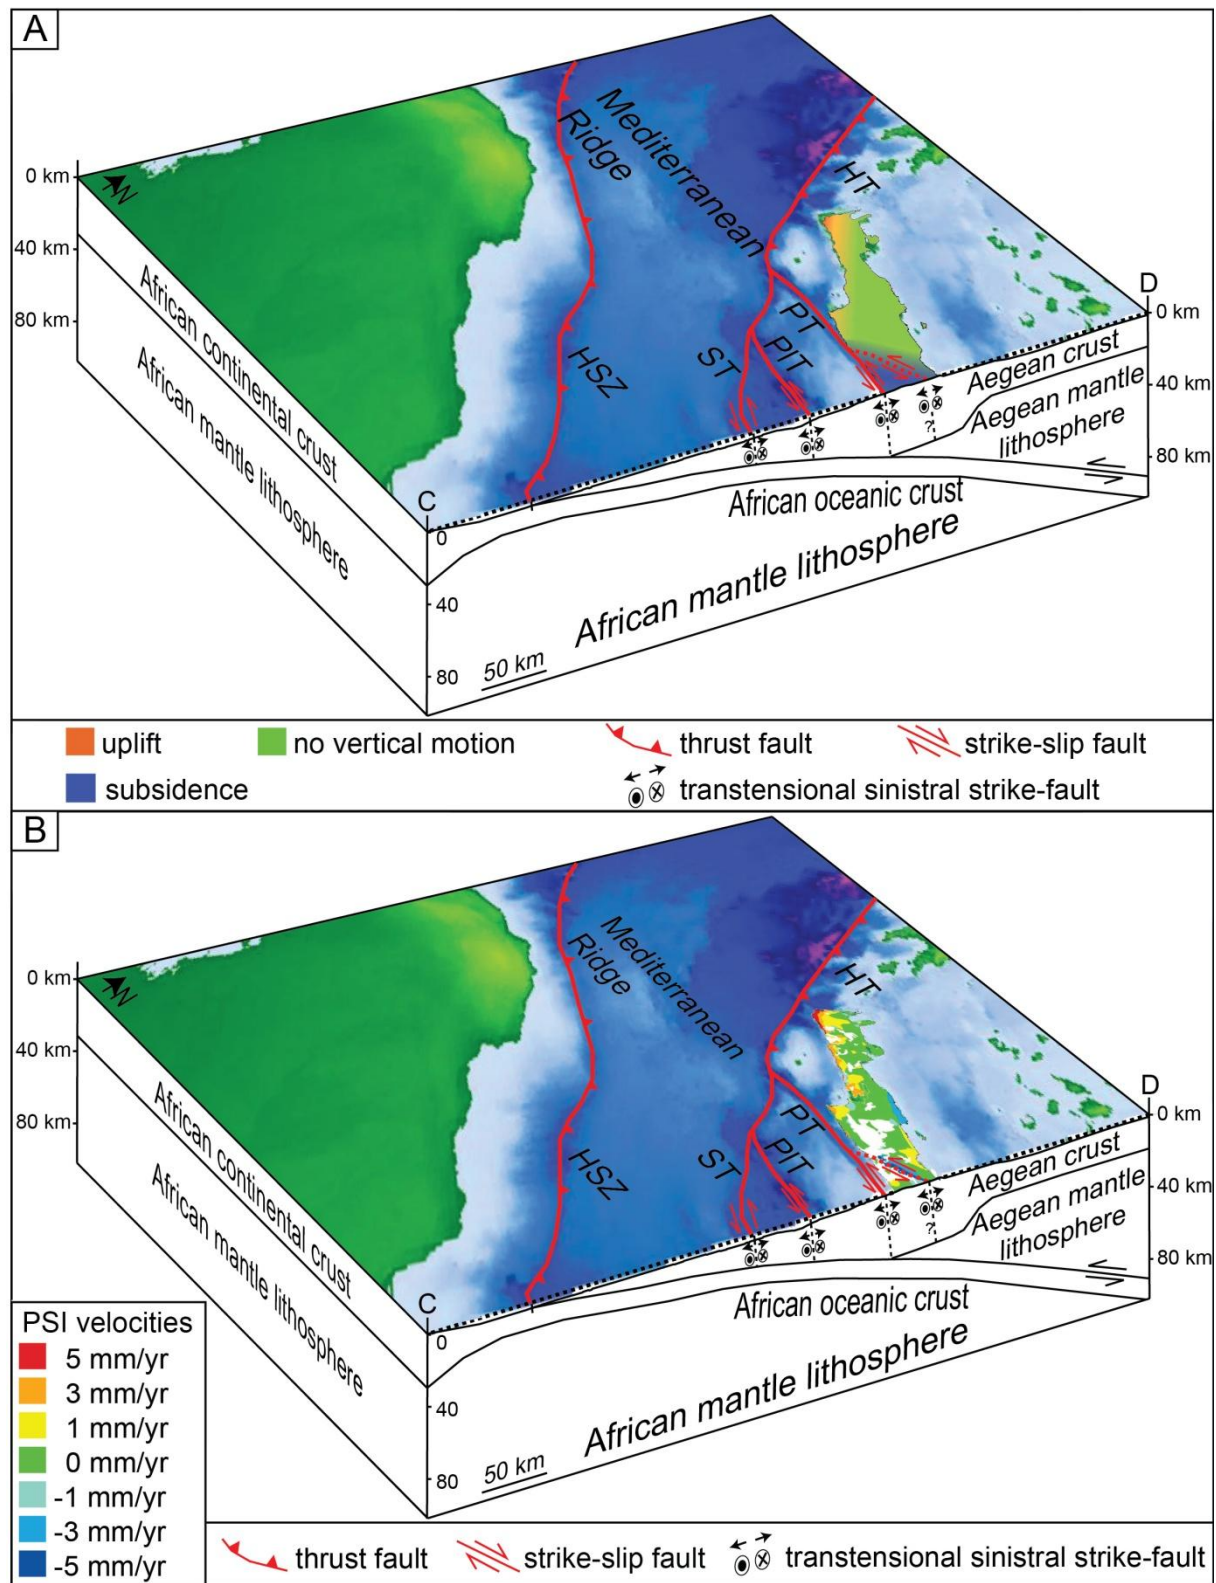 A
Mediterranean
Ridge
HT
0 km
N
40 km
80 km
African continental crust
African mantle lithosphere
HSZ
ST
PT
PIT
D
0 km
40 km
80 km
Aegean crust
Aegean mantle
lithosphere
?
C
0
40
80
50 km
African oceanic crust
African mantle lithosphere
uplift
no vertical motion
thrust fault
strike-slip fault
subsidence
transtensional sinistral strike-fault
B
Mediterranean
Ridge
HT
0 km
N
40 km
80 km
African continental crust
African mantle lithosphere
HSZ
ST
PT
PIT
D
0 km
40 km
80 km
Aegean crust
Aegean mantle
lithosphere
?
C
0
40
80
50 km
African oceanic crust
African mantle lithosphere
PSI velocities
5 mm/yr
3 mm/yr
1 mm/yr
0 mm/yr
-1 mm/yr
-3 mm/yr
-5 mm/yr
thrust fault
strike-slip fault
transtensional sinistral strike-fault